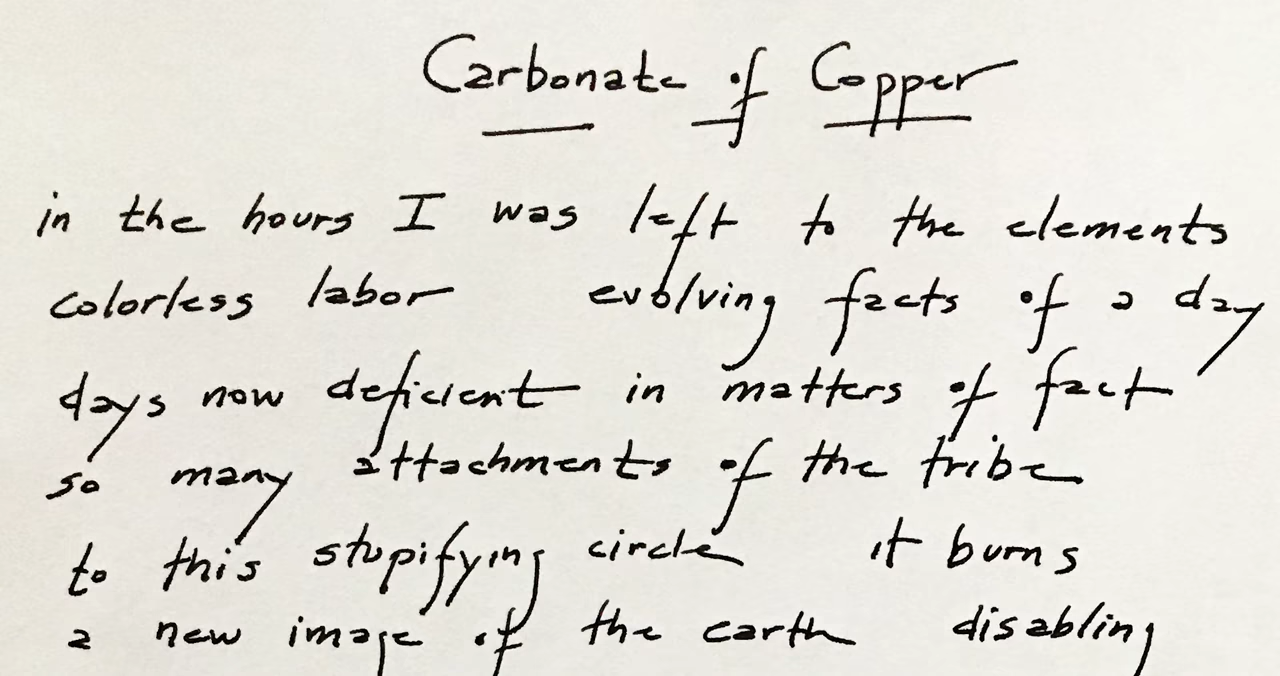 Carbonate of Copper
in the hours I was left to the elements
colorless labor evolving facts of a day
days now deficient in matters of fact
so many attachments of the tribe
to this stupifying circle it burns
a new image of the earth disabling